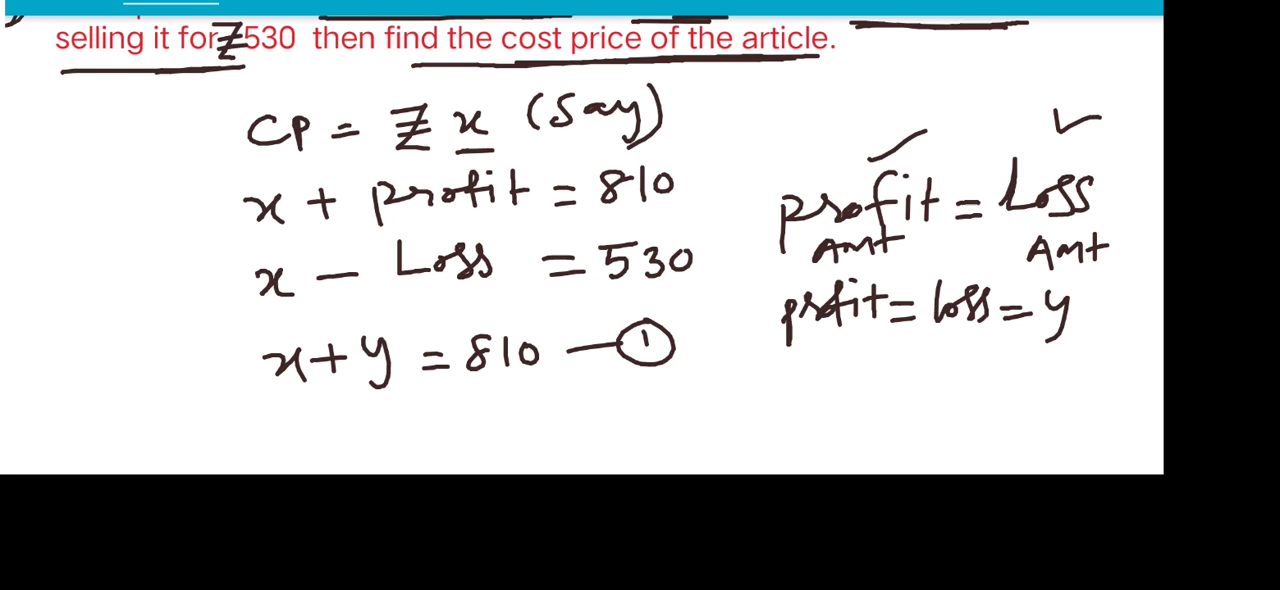 selling it for ₹530 then find the cost price of the article.
CP = ₹ x (Say)
x + profit = 810
profit = Loss
Amt Amt
x - Loss = 530
profit = loss = y
x + y = 810 — ①